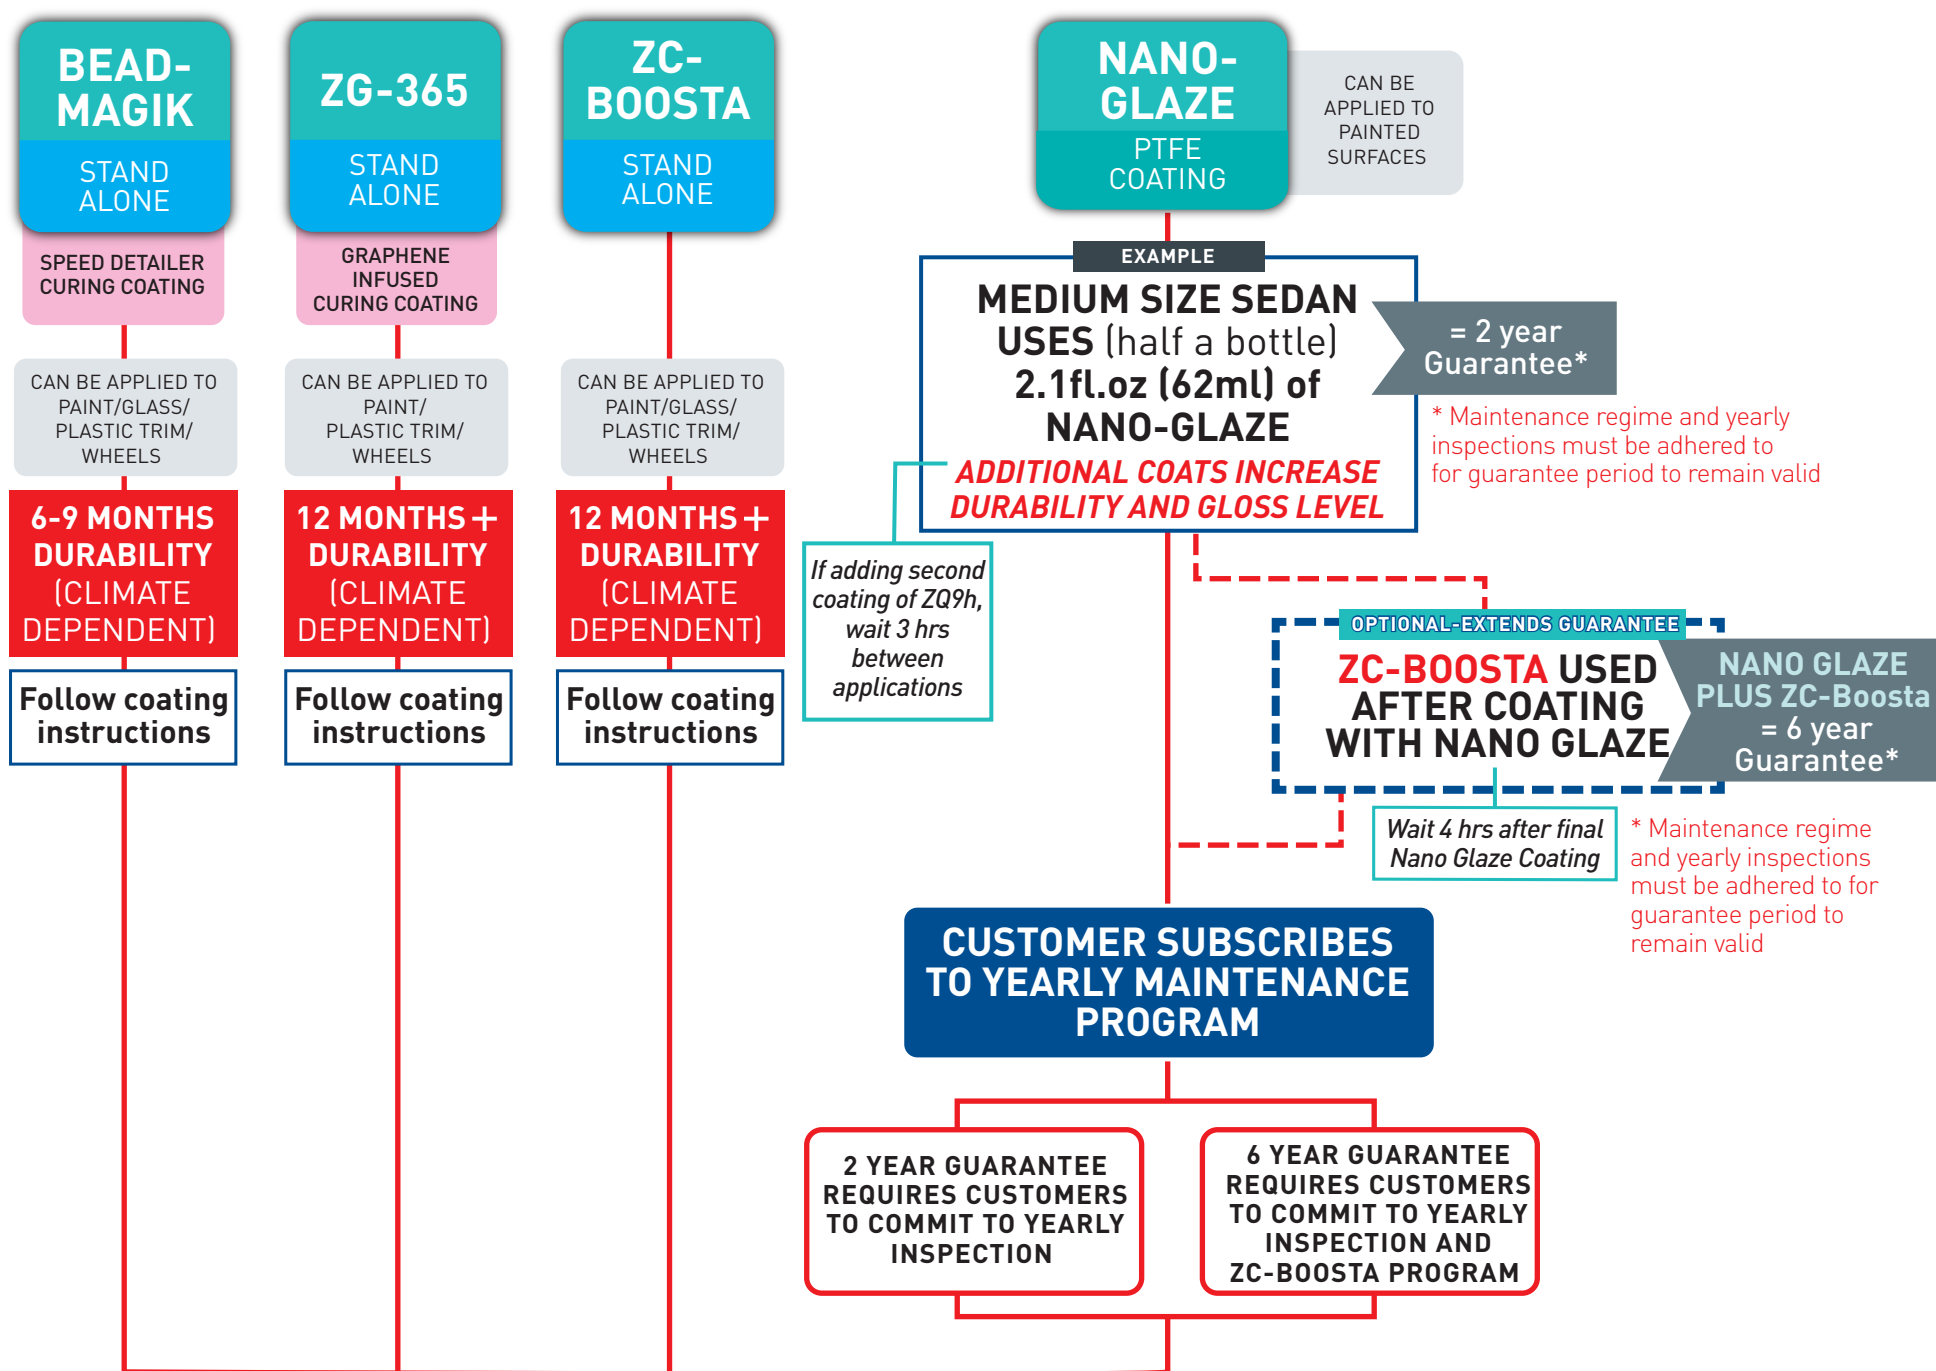 BEAD-
MAGIK
STAND
ALONE
SPEED DETAILER
CURING COATING
CAN BE APPLIED TO
PAINT/GLASS/
PLASTIC TRIM/
WHEELS
6-9 MONTHS
DURABILITY
(CLIMATE
DEPENDENT)
Follow coating
instructions
ZG-365
STAND
ALONE
GRAPHENE
INFUSED
CURING COATING
CAN BE APPLIED TO
PAINT/
PLASTIC TRIM/
WHEELS
12 MONTHS+
DURABILITY
(CLIMATE
DEPENDENT)
Follow coating
instructions
ZC-
BOOSTA
STAND
ALONE
CAN BE APPLIED TO
PAINT/GLASS/
PLASTIC TRIM/
WHEELS
12 MONTHS+
DURABILITY
(CLIMATE
DEPENDENT)
Follow coating
instructions
NANO-
GLAZE
PTFE
COATING
CAN BE
APPLIED TO
PAINTED
SURFACES
EXAMPLE
MEDIUM SIZE SEDAN
USES (half a bottle)
2.1fl.oz (62ml) of
NANO-GLAZE
ADDITIONAL COATS INCREASE
DURABILITY AND GLOSS LEVEL
= 2 year
Guarantee*
* Maintenance regime and yearly
inspections must be adhered to
for guarantee period to remain valid
If adding second
coating of ZQ9h,
wait 3 hrs
between
applications
OPTIONAL-EXTENDS GUARANTEE
ZC-BOOSTA USED
AFTER COATING
WITH NANO GLAZE
NANO GLAZE
PLUS ZC-Boosta
= 6 year
Guarantee*
Wait 4 hrs after final
Nano Glaze Coating
* Maintenance regime
and yearly inspections
must be adhered to for
guarantee period to
remain valid
CUSTOMER SUBSCRIBES
TO YEARLY MAINTENANCE
PROGRAM
2 YEAR GUARANTEE
REQUIRES CUSTOMERS
TO COMMIT TO YEARLY
INSPECTION
6 YEAR GUARANTEE
REQUIRES CUSTOMERS
TO COMMIT TO YEARLY
INSPECTION AND
ZC-BOOSTA PROGRAM